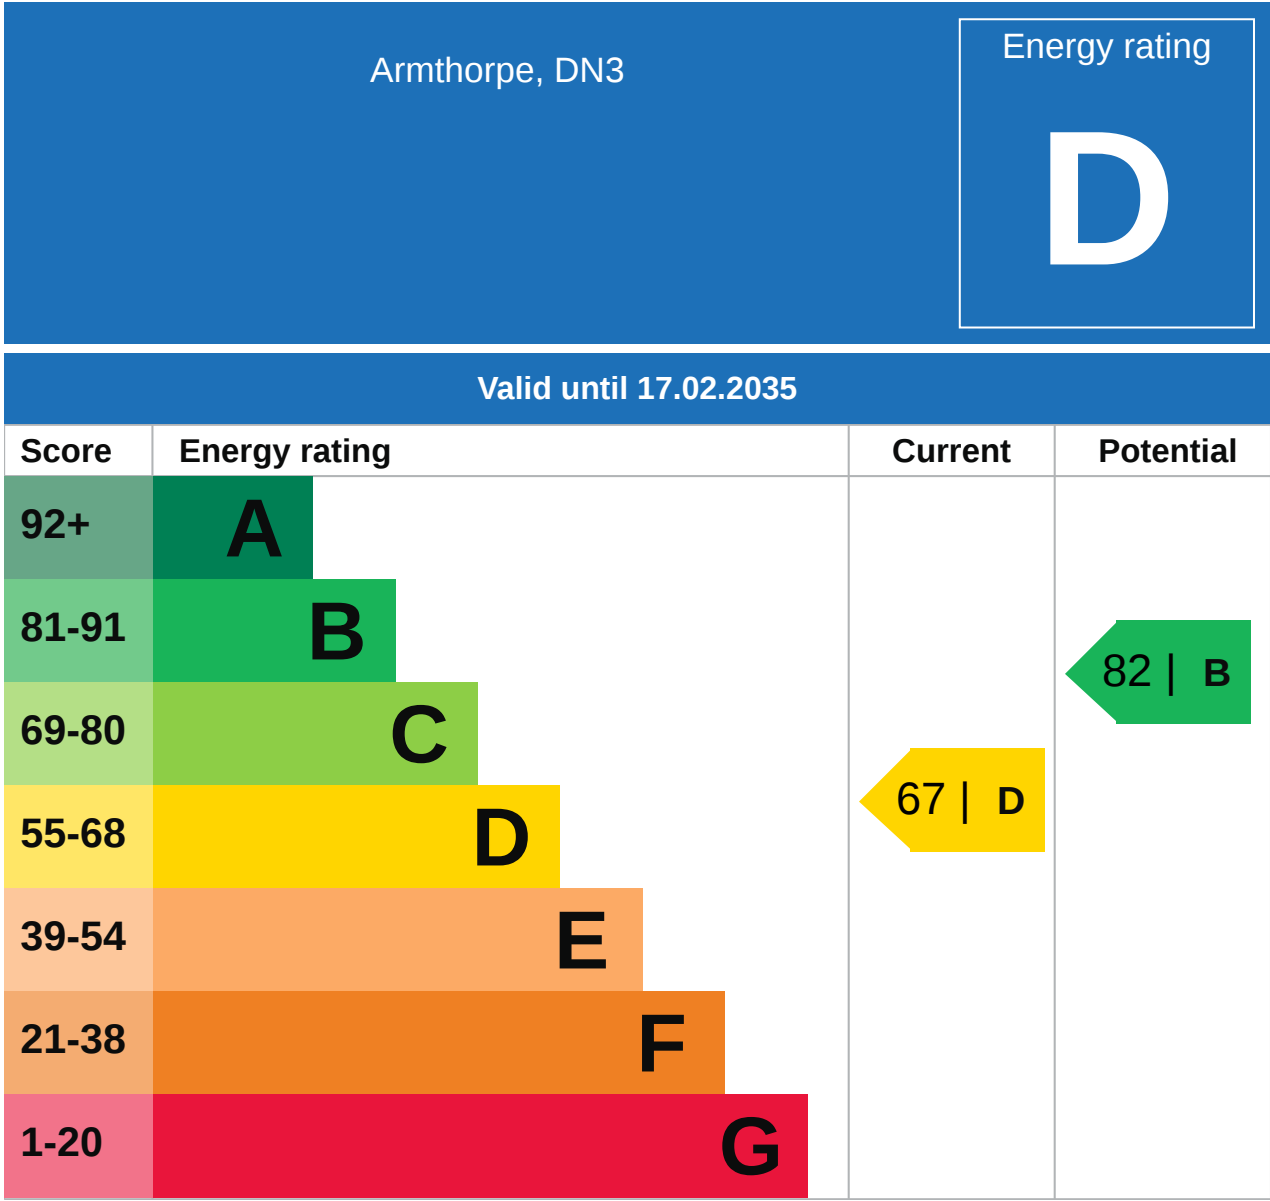 Armthorpe, DN3
Energy rating
D
Valid until 17.02.2035
Score Energy rating Current Potential
92+ A
81-91 B
82 | B
69-80 C
67 | D
55-68 D
39-54 E
21-38 F
1-20 G